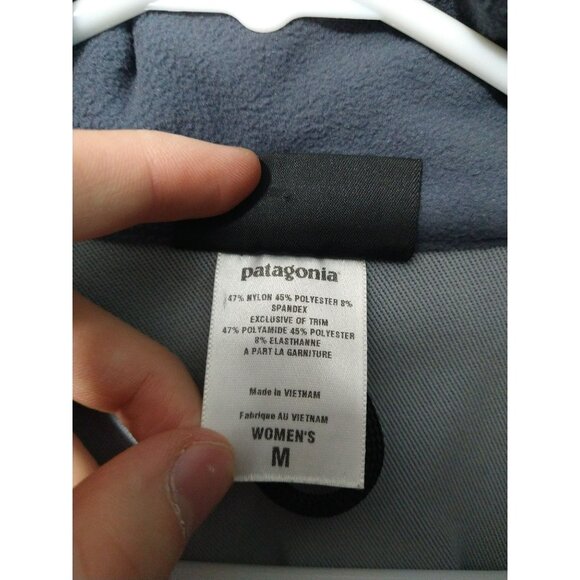 patagonia
47% NYLON 45% POLYESTER 8%
SPANDEX
EXCLUSIVE OF TRIM
47% POLYAMIDE 45% POLYESTER
8% ELASTHANNE
A PART LA GARNITURE
Made in VIETNAM
Fabrique AU VIETNAM
WOMEN'S
M